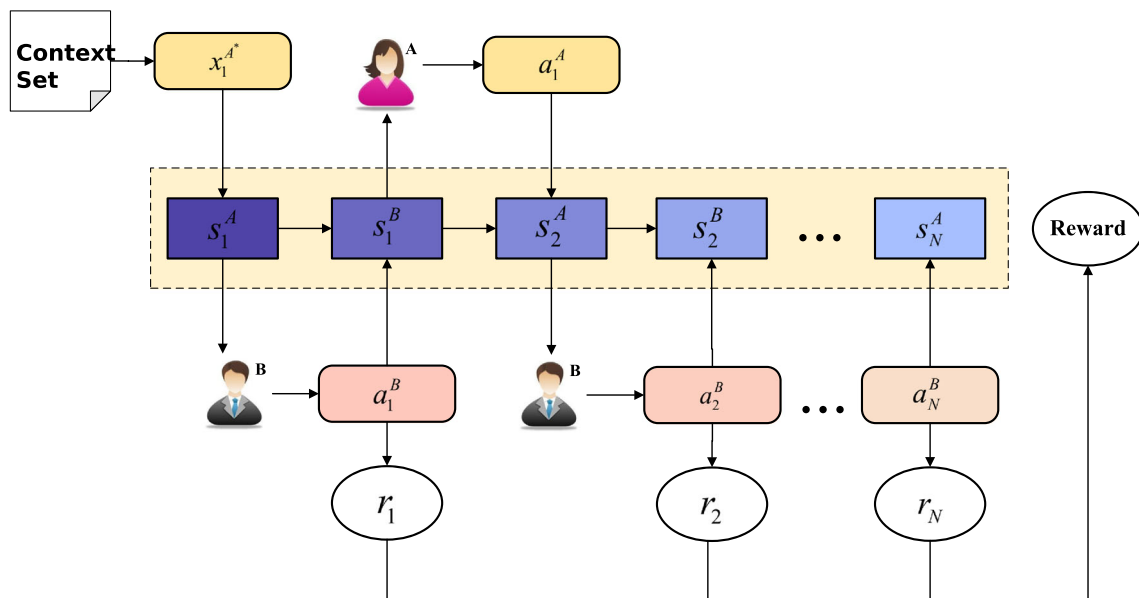 Context
Set
x_1^{A*}
A
a_1^A
s_1^A
s_1^B
s_2^A
s_2^B
...
s_N^A
Reward
B
a_1^B
B
a_2^B
...
a_N^B
r_1
r_2
r_N